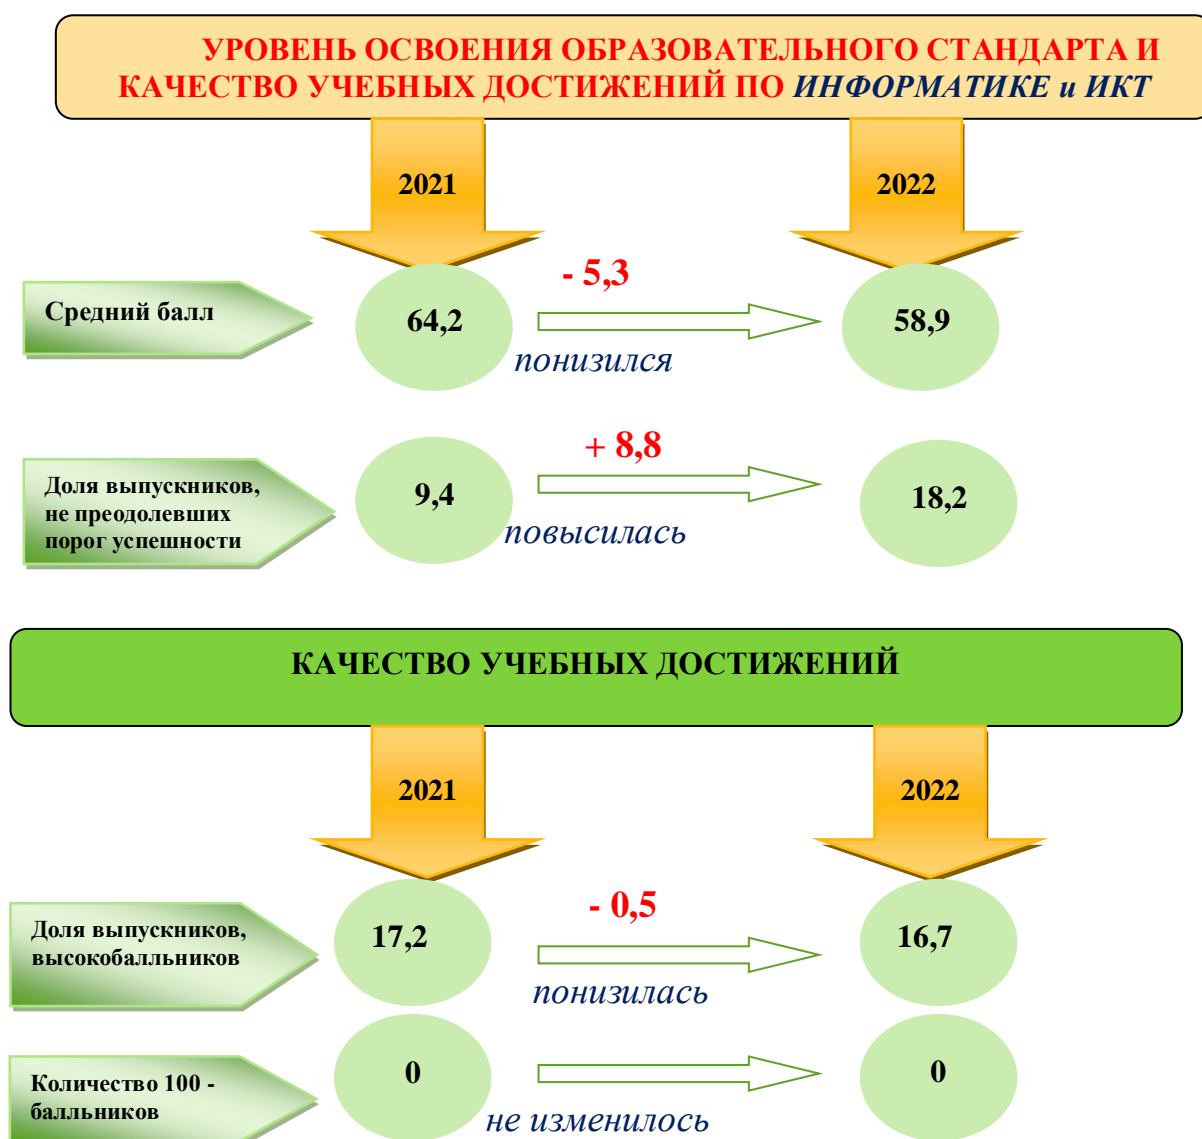 УРОВЕНЬ ОСВОЕНИЯ ОБРАЗОВАТЕЛЬНОГО СТАНДАРТА И
КАЧЕСТВО УЧЕБНЫХ ДОСТИЖЕНИЙ ПО ИНФОРМАТИКЕ и ИКТ
2021
2022
- 5,3
Средний балл
64,2
58,9
понизился
+ 8,8
Доля выпускников,
не преодолевших
порог успешности
9,4
18,2
повысилась
КАЧЕСТВО УЧЕБНЫХ ДОСТИЖЕНИЙ
2021
2022
- 0,5
Доля выпускников,
высокобалльников
17,2
16,7
понизилась
Количество 100 -
балльников
0
0
не изменилось